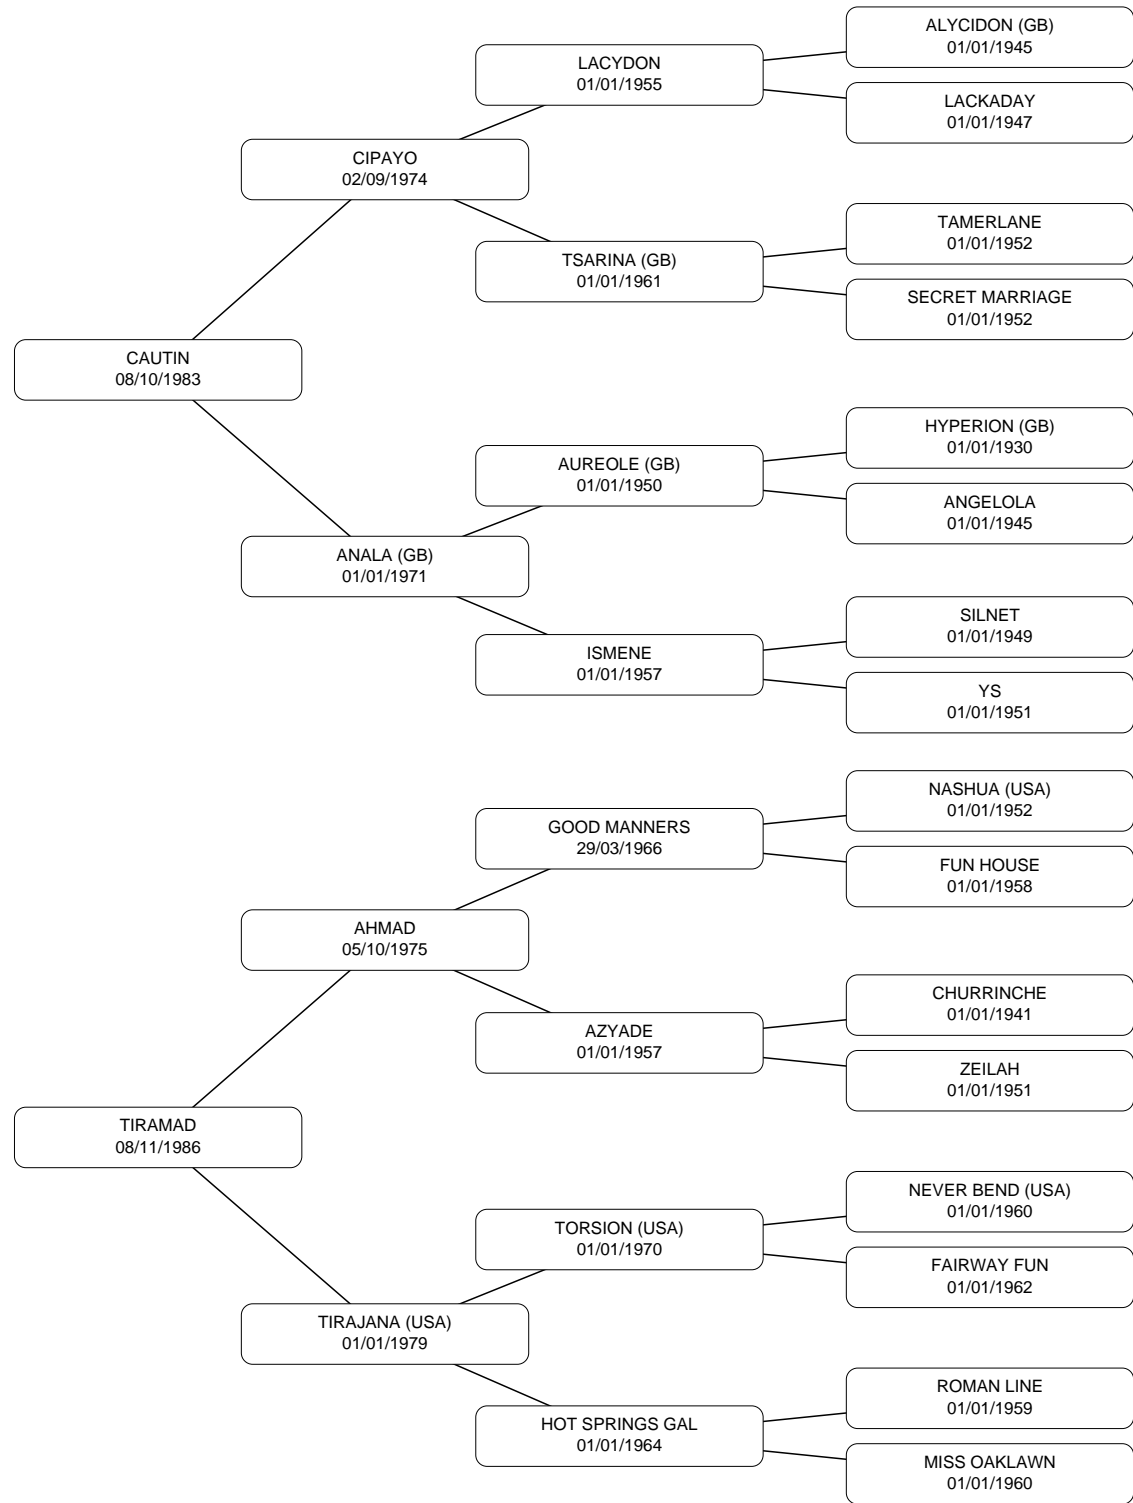 ALYCIDON (GB)
01/01/1945
LACYDON
01/01/1955
LACKADAY
01/01/1947
CIPAYO
02/09/1974
TAMERLANE
01/01/1952
TSARINA (GB)
01/01/1961
SECRET MARRIAGE
01/01/1952
CAUTIN
08/10/1983
HYPERION (GB)
01/01/1930
AUREOLE (GB)
01/01/1950
ANGELOLA
01/01/1945
ANALA (GB)
01/01/1971
SILNET
01/01/1949
ISMENE
01/01/1957
YS
01/01/1951
NASHUA (USA)
01/01/1952
GOOD MANNERS
29/03/1966
FUN HOUSE
01/01/1958
AHMAD
05/10/1975
CHURRINCHE
01/01/1941
AZYADE
01/01/1957
ZEILAH
01/01/1951
TIRAMAD
08/11/1986
NEVER BEND (USA)
01/01/1960
TORSION (USA)
01/01/1970
FAIRWAY FUN
01/01/1962
TIRAJANA (USA)
01/01/1979
ROMAN LINE
01/01/1959
HOT SPRINGS GAL
01/01/1964
MISS OAKLAWN
01/01/1960